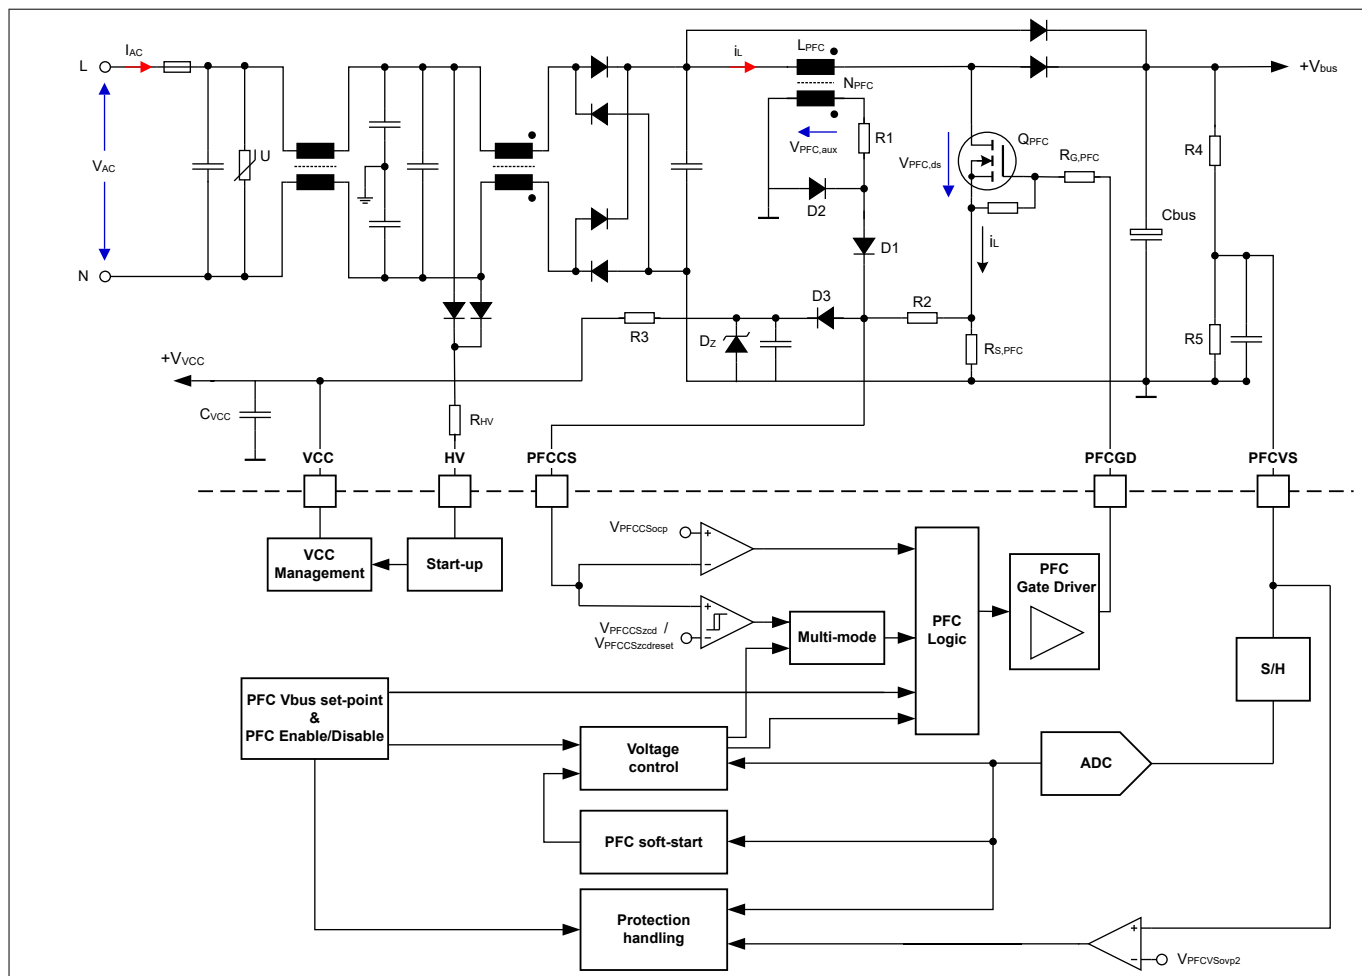 IAC
L
VAC
N
U
iL
LPFC
NPFC
VPFC,aux
R1
D2
D1
VPFC,ds
QPFC
RG,PFC
iL
+Vbus
R4
Cbus
R5
D3
R2
R3
DZ
RS,PFC
+VVCC
CVCC
RHV
VCC
HV
PFCCS
PFCGD
PFCVS
VPFCCSocp
+
−
VCC
Management
Start-up
+
−
VPFCCSzcd /
VPFCCSzcdreset
Multi-mode
PFC
Logic
PFC
Gate Driver
S/H
PFC Vbus set-point
&
PFC Enable/Disable
Voltage
control
ADC
PFC soft-start
Protection
handling
+
−
VPFCVSovp2